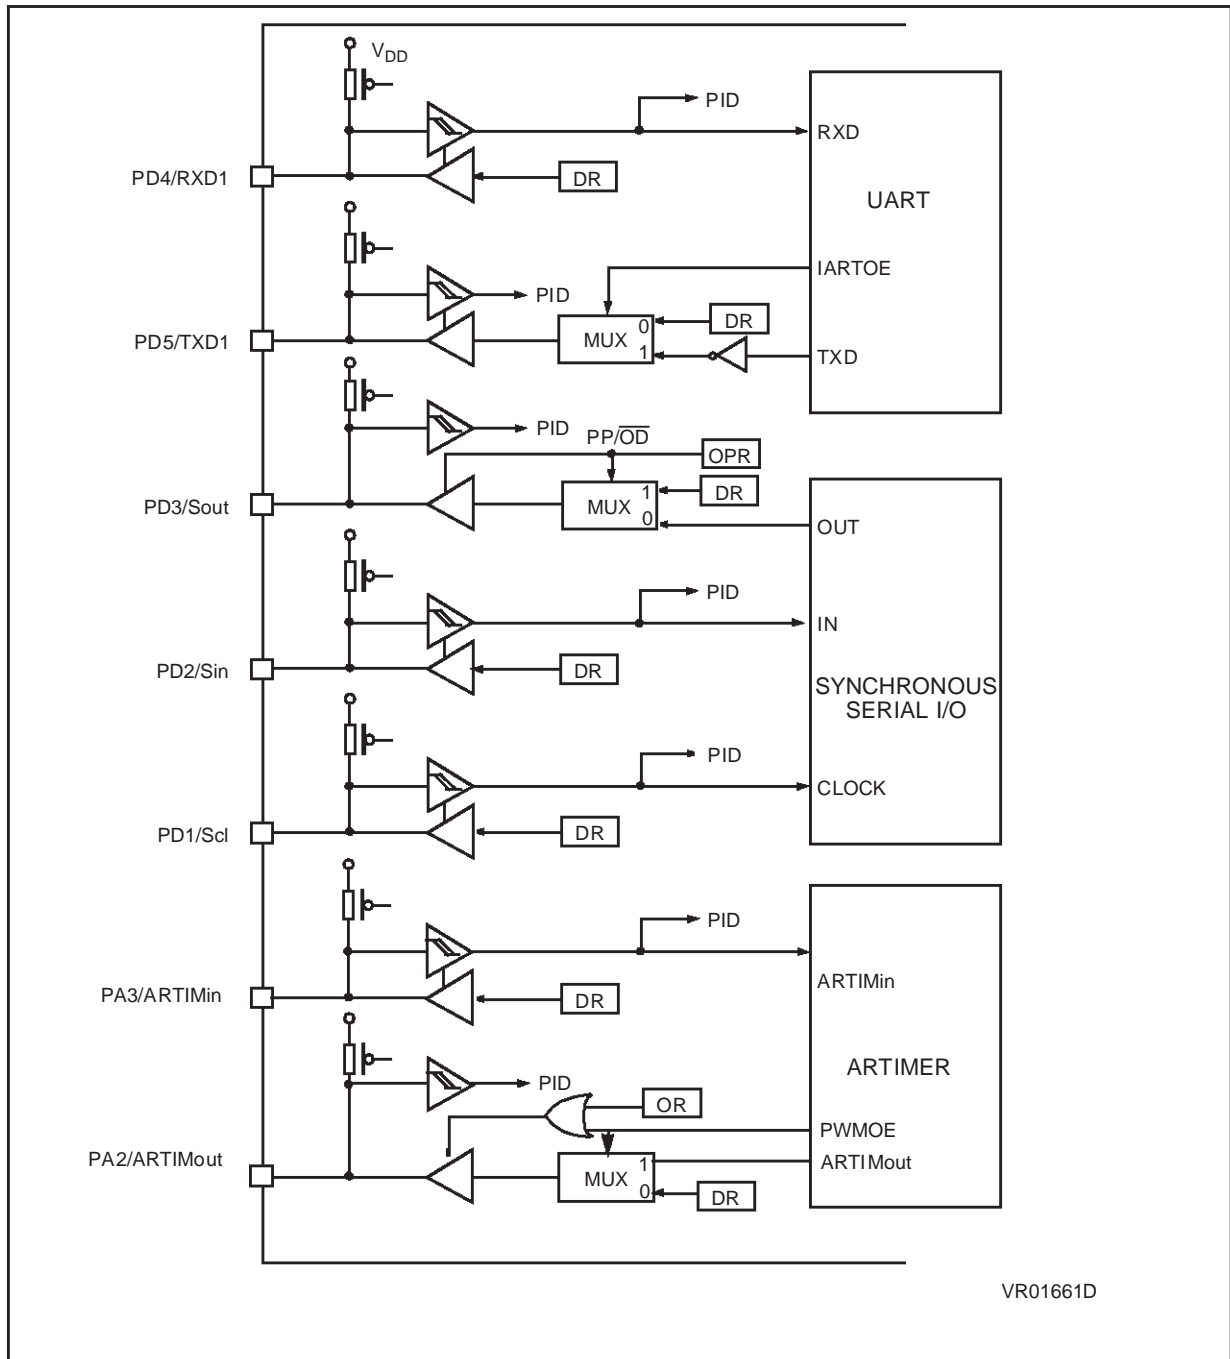 VDD
PID
RXD
PD4/RXD1
DR
UART
IARTOE
PID
DR
MUX
0
1
PD5/TXD1
TXD
PID
PP/OD
OPR
DR
MUX
1
0
PD3/Sout
OUT
PID
IN
PD2/Sin
DR
SYNCHRONOUS
SERIAL I/O
PID
CLOCK
PD1/Scl
DR
PID
ARTIMin
PA3/ARTIMin
DR
ARTIMER
PID
OR
PWMOE
PA2/ARTIMout
ARTIMout
MUX
1
0
DR
VR01661D